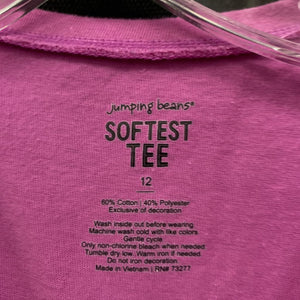 jumping beans®
SOFTEST
TEE
12
60% Cotton | 40% Polyester
Exclusive of decoration
Wash inside out before wearing.
Machine wash cold with like colors.
Gentle cycle
Only non-chlorine bleach when needed.
Tumble dry low. Warm iron if needed.
Do not iron decoration.
Made in Vietnam | RN# 73277